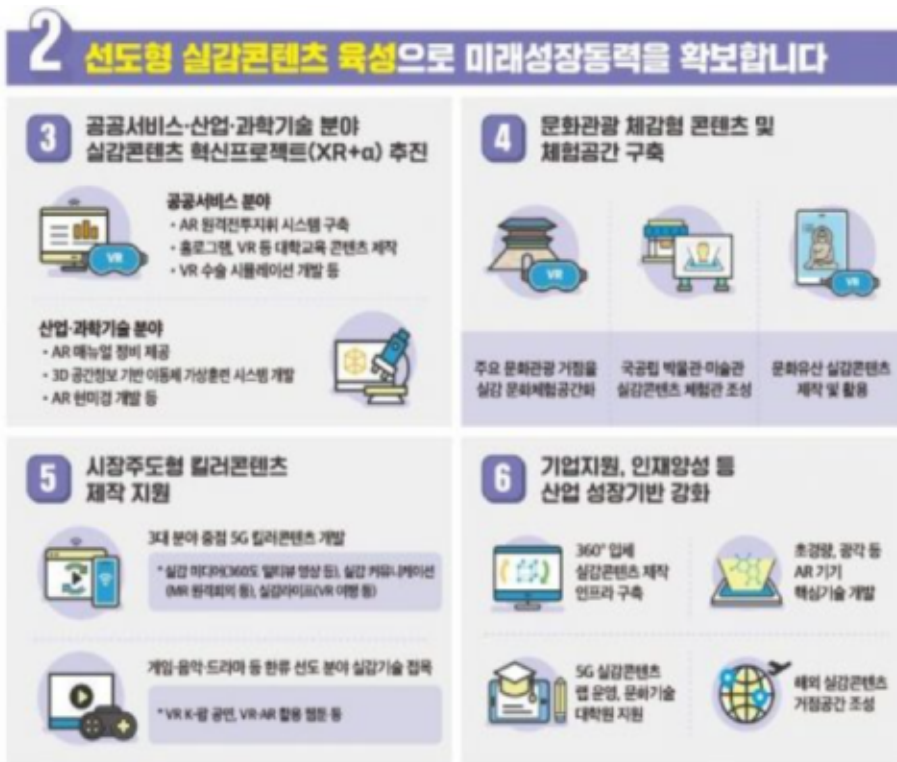 2 선도형 실감콘텐츠 육성으로 미래성장동력을 확보합니다
3 공공서비스·산업·과학기술 분야
실감콘텐츠 혁신프로젝트(XR+α) 추진
공공서비스 분야
· AR 원격전투지휘 시스템 구축
· 홀로그램, VR 등 대학교육 콘텐츠 제작
· VR 수술 시뮬레이션 개발 등
VR
산업·과학기술 분야
· AR 매뉴얼 정비 제공
· 3D 공간정보 기반 이동체 가상훈련 시스템 개발
· AR 현미경 개발 등
4 문화관광 체감형 콘텐츠 및
체험공간 구축
VR
VR
주요 문화관광 거점을
실감 문화체험공간화
국공립 박물관·미술관
실감콘텐츠 체험관 조성
문화유산 실감콘텐츠
제작 및 활용
5 시장주도형 킬러콘텐츠
제작 지원
3대 분야 중점 5G 킬러콘텐츠 개발
* 실감 미디어(360도 멀티뷰 영상 등), 실감 커뮤니케이션
(MR 원격회의 등), 실감라이프(VR 여행 등)
게임·음악·드라마 등 한류 선도 분야 실감기술 접목
* VR K-팝 공연, VR·AR 활용 웹툰 등
6 기업지원, 인재양성 등
산업 성장기반 강화
360° 입체
실감콘텐츠 제작
인프라 구축
초경량, 광각 등
AR 기기
핵심기술 개발
5G 실감콘텐츠
랩 운영, 문화기술
대학원 지원
해외 실감콘텐츠
거점공간 조성